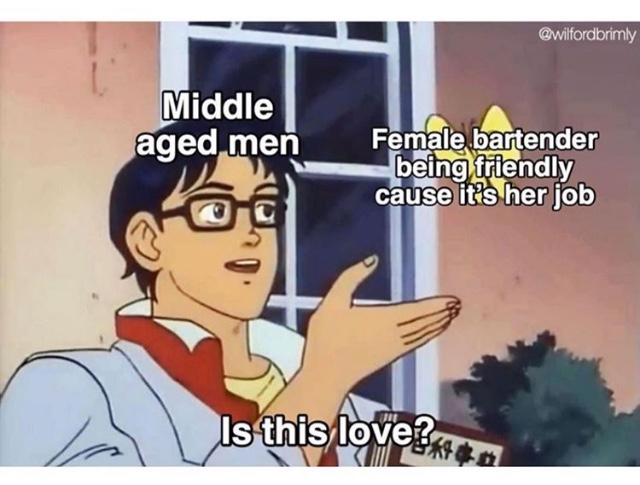 @wilfordbrimly
Middle
aged men
Female bartender
being friendly
cause it's her job
Is this love?